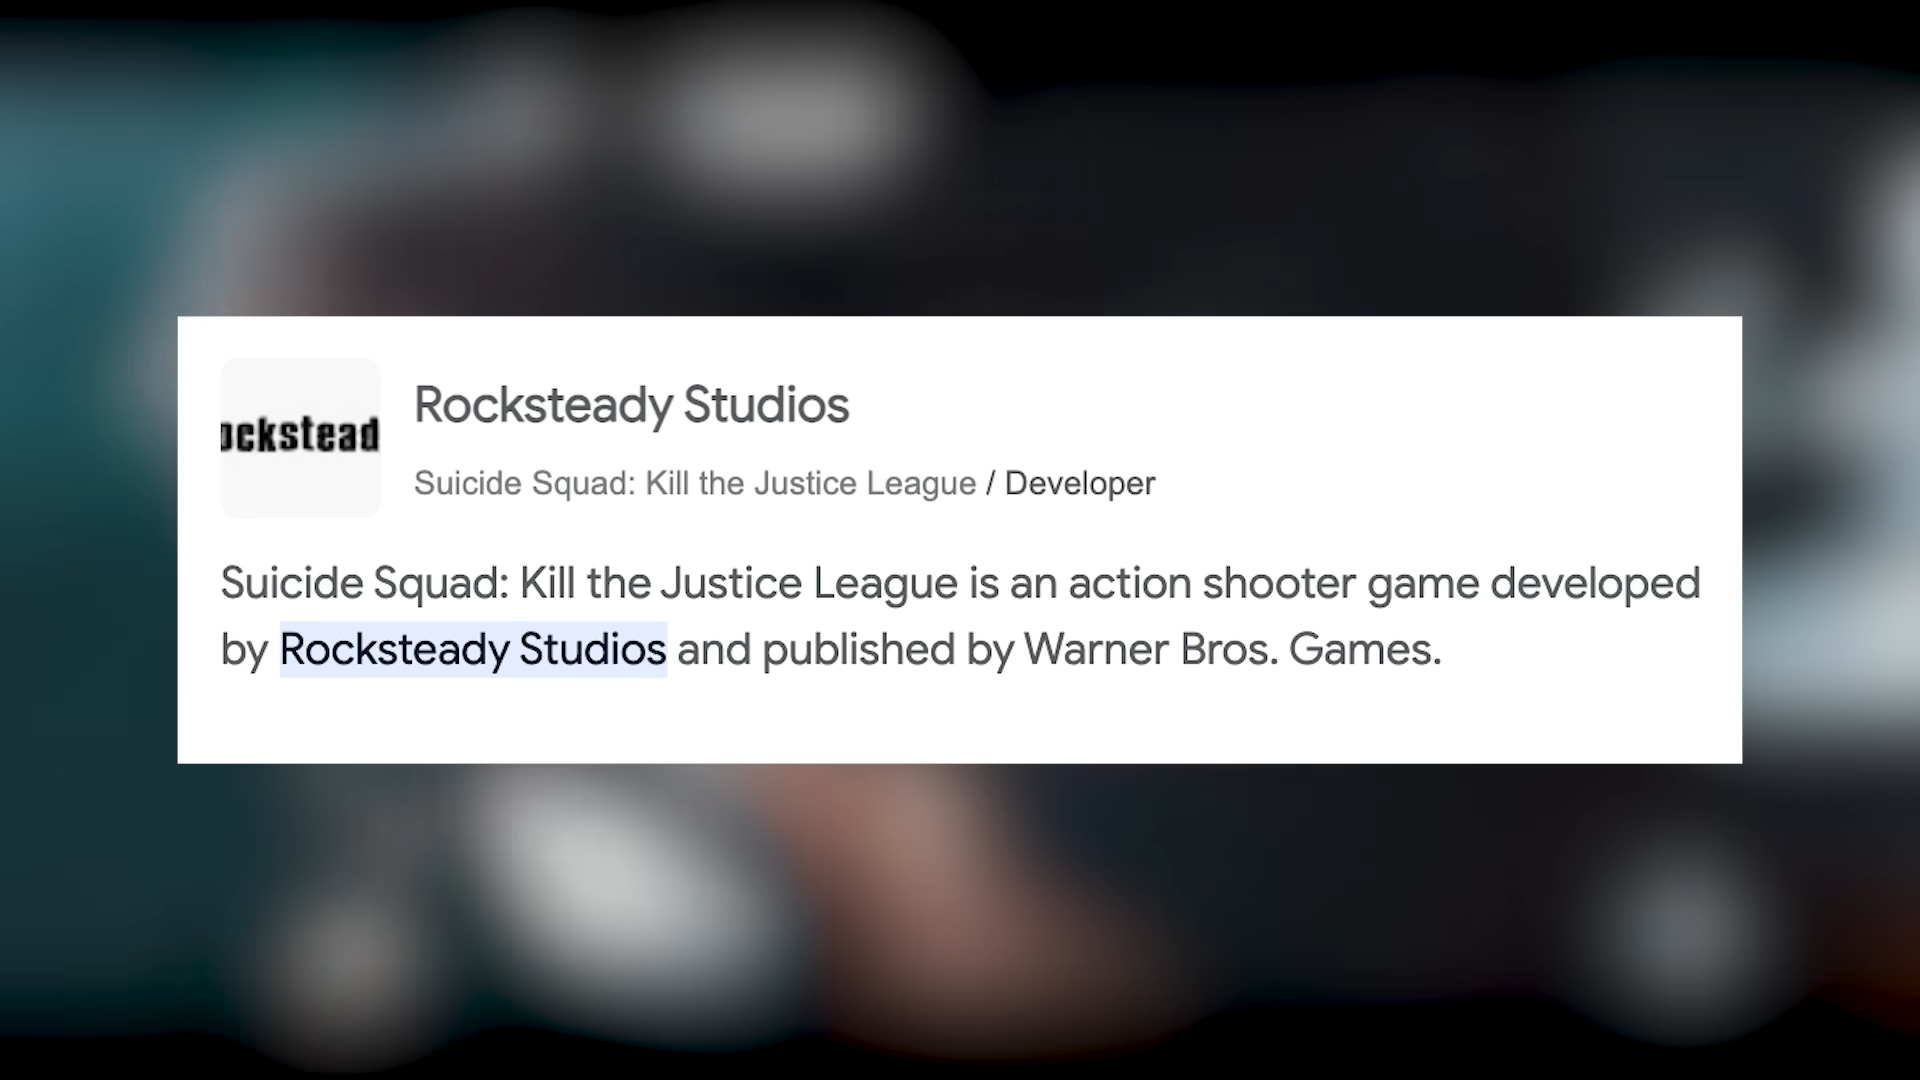 ockstead
Rocksteady Studios
Suicide Squad: Kill the Justice League / Developer
Suicide Squad: Kill the Justice League is an action shooter game developed
by Rocksteady Studios and published by Warner Bros. Games.